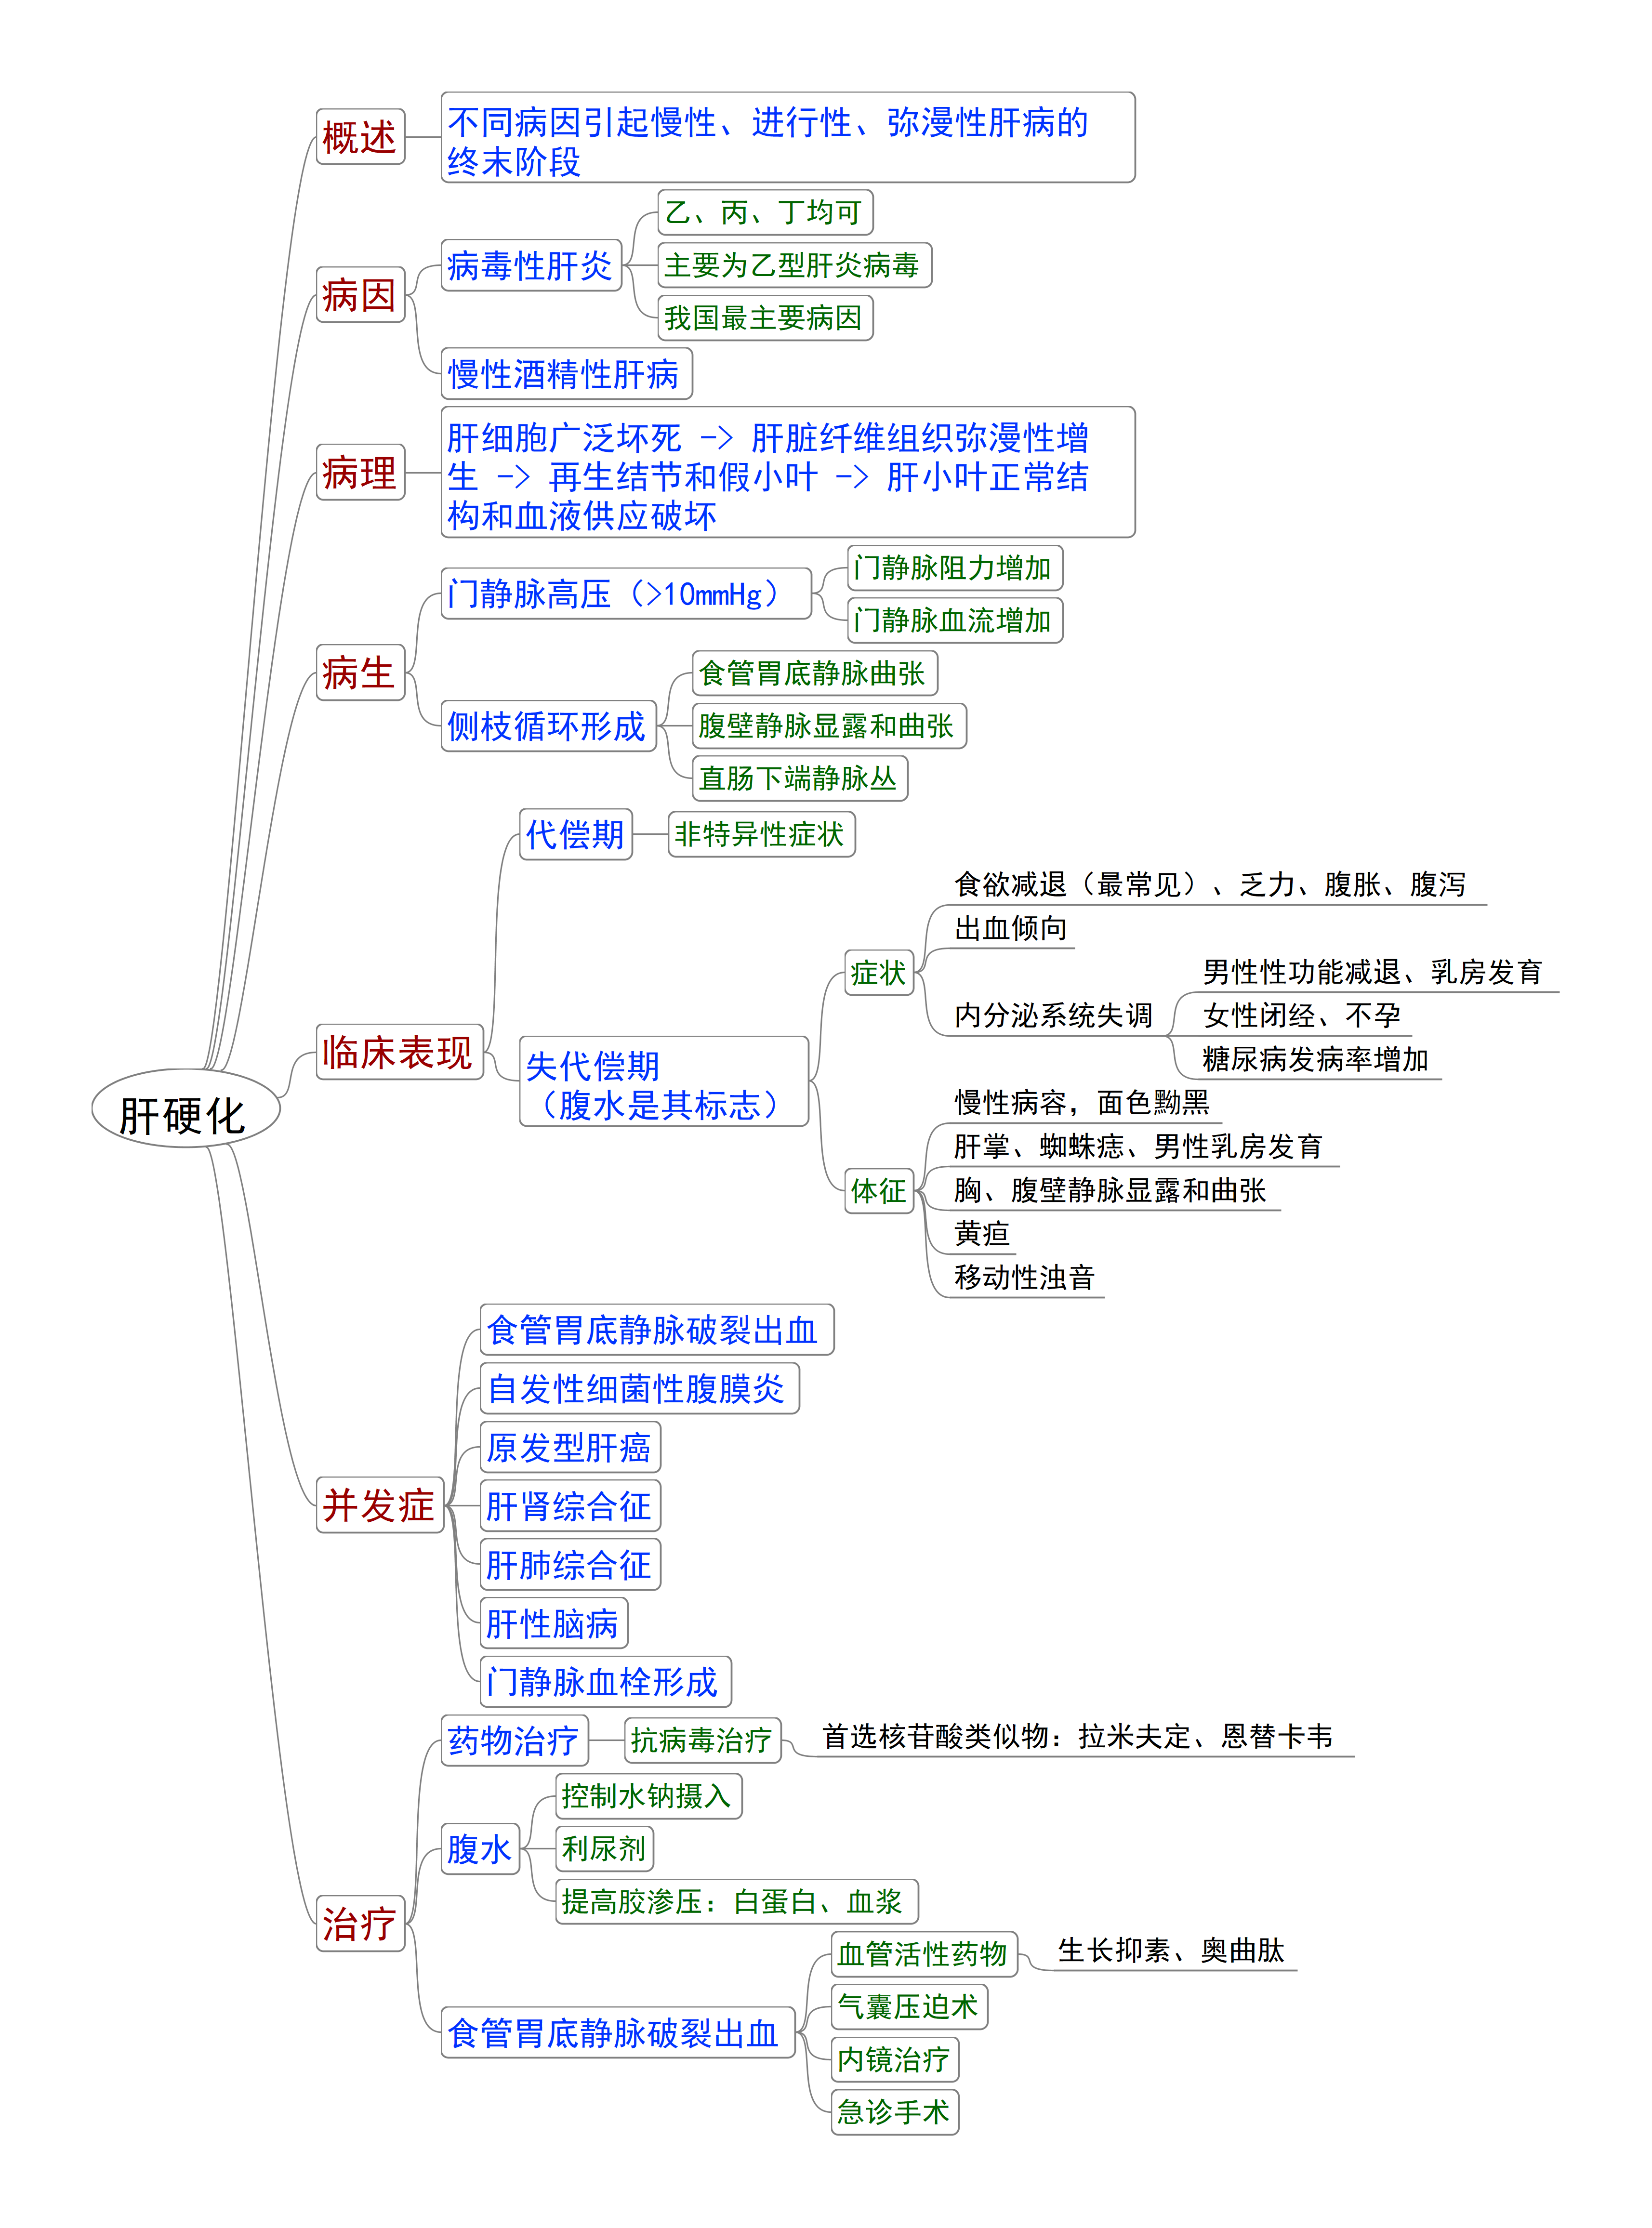 肝硬化
概述
不同病因引起慢性、进行性、弥漫性肝病的
终末阶段
病因
病毒性肝炎
乙、丙、丁均可
主要为乙型肝炎病毒
我国最主要病因
慢性酒精性肝病
病理
肝细胞广泛坏死 -> 肝脏纤维组织弥漫性增
生 -> 再生结节和假小叶 -> 肝小叶正常结
构和血液供应破坏
病生
门静脉高压（>10mmHg）
门静脉阻力增加
门静脉血流增加
侧枝循环形成
食管胃底静脉曲张
腹壁静脉显露和曲张
直肠下端静脉丛
临床表现
代偿期
非特异性症状
失代偿期
（腹水是其标志）
症状
食欲减退（最常见）、乏力、腹胀、腹泻
出血倾向
内分泌系统失调
男性性功能减退、乳房发育
女性闭经、不孕
糖尿病发病率增加
体征
慢性病容，面色黝黑
肝掌、蜘蛛痣、男性乳房发育
胸、腹壁静脉显露和曲张
黄疸
移动性浊音
并发症
食管胃底静脉破裂出血
自发性细菌性腹膜炎
原发型肝癌
肝肾综合征
肝肺综合征
肝性脑病
门静脉血栓形成
治疗
药物治疗
抗病毒治疗
首选核苷酸类似物：拉米夫定、恩替卡韦
腹水
控制水钠摄入
利尿剂
提高胶渗压：白蛋白、血浆
食管胃底静脉破裂出血
血管活性药物
生长抑素、奥曲肽
气囊压迫术
内镜治疗
急诊手术